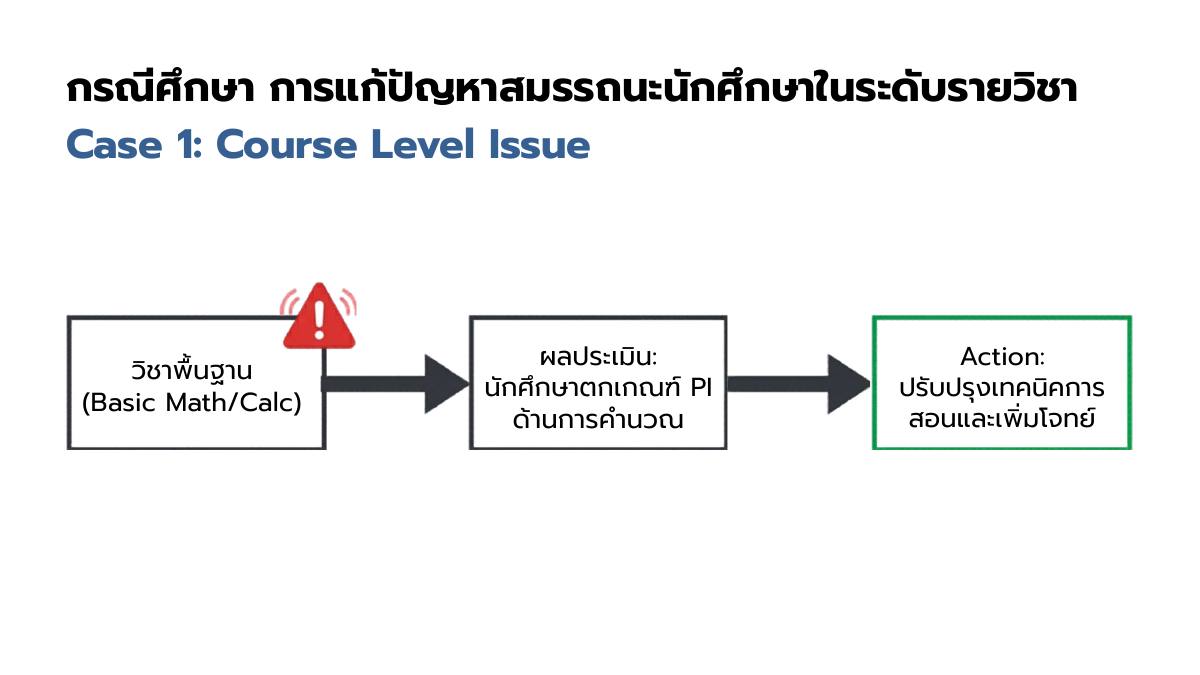 กรณีศึกษา การแก้ปัญหาสมรรถนะนักศึกษาในระดับรายวิชา
Case 1: Course Level Issue
วิชาพื้นฐาน
(Basic Math/Calc)
ผลประเมิน:
นักศึกษาตกเกณฑ์ PI
ด้านการคำนวณ
Action:
ปรับปรุงเทคนิคการ
สอนและเพิ่มโจทย์